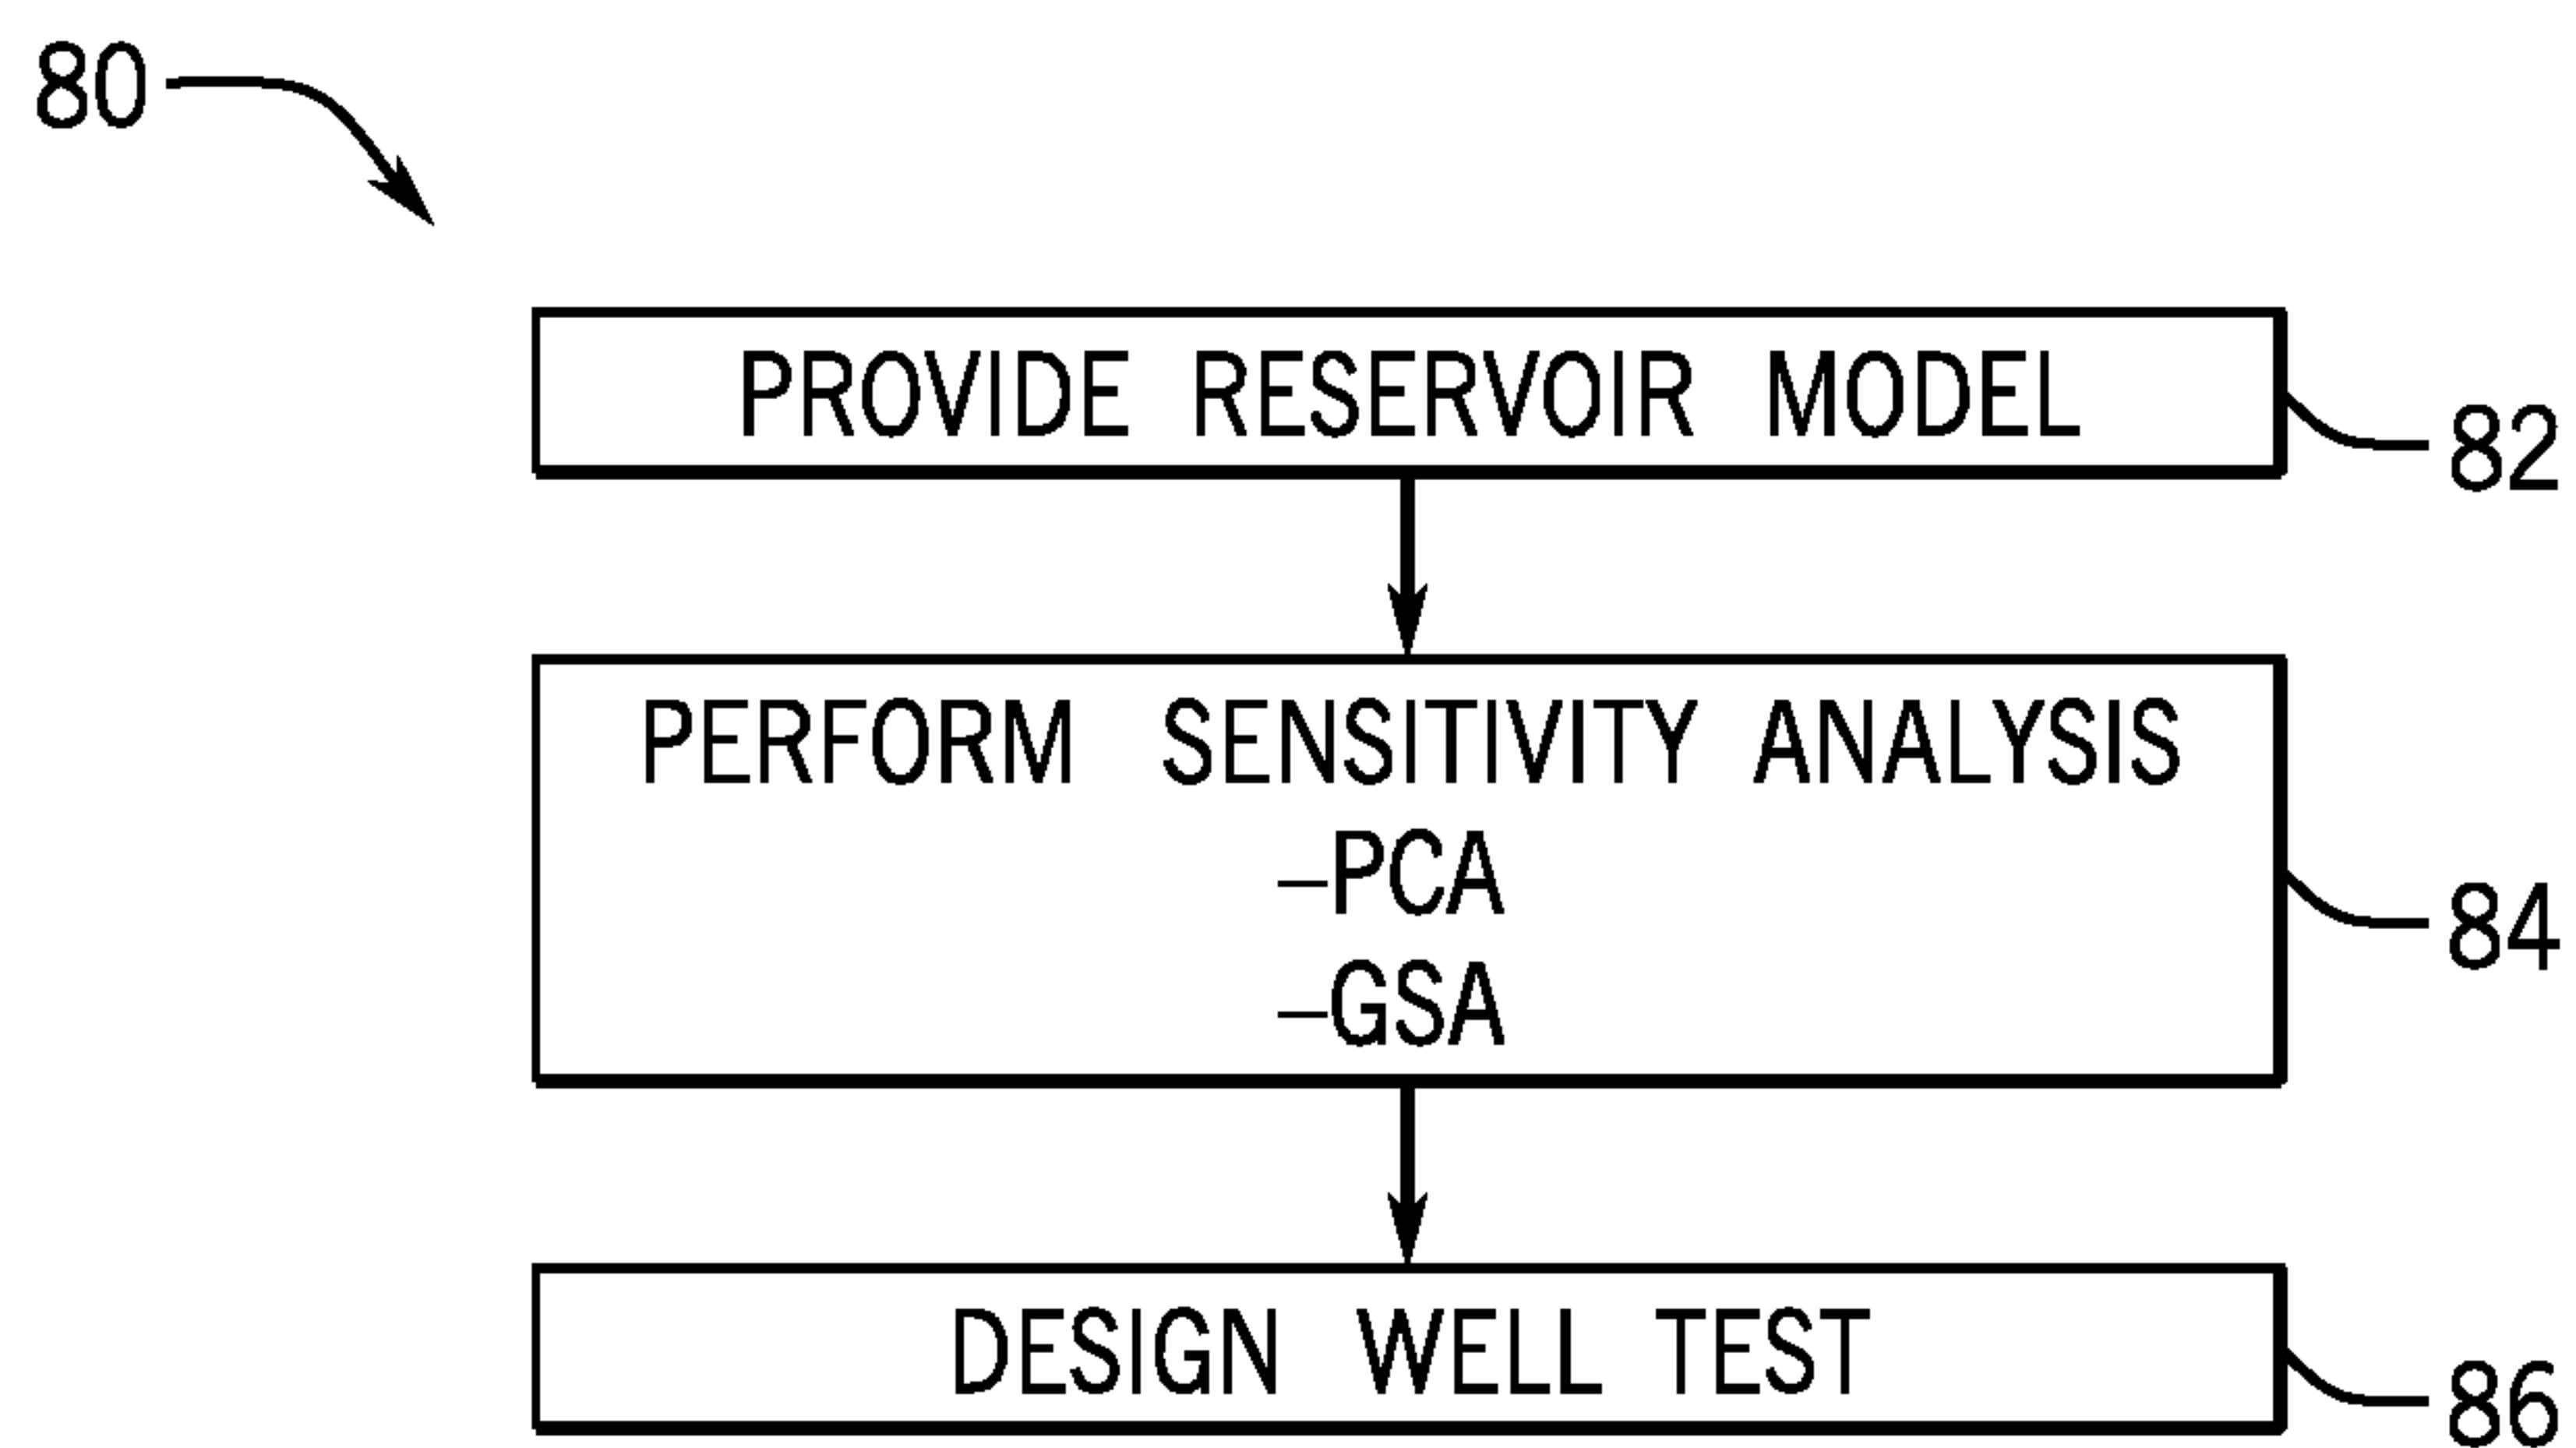 80
PROVIDE RESERVOIR MODEL
82
PERFORM SENSITIVITY ANALYSIS
–PCA
–GSA
84
DESIGN WELL TEST
86